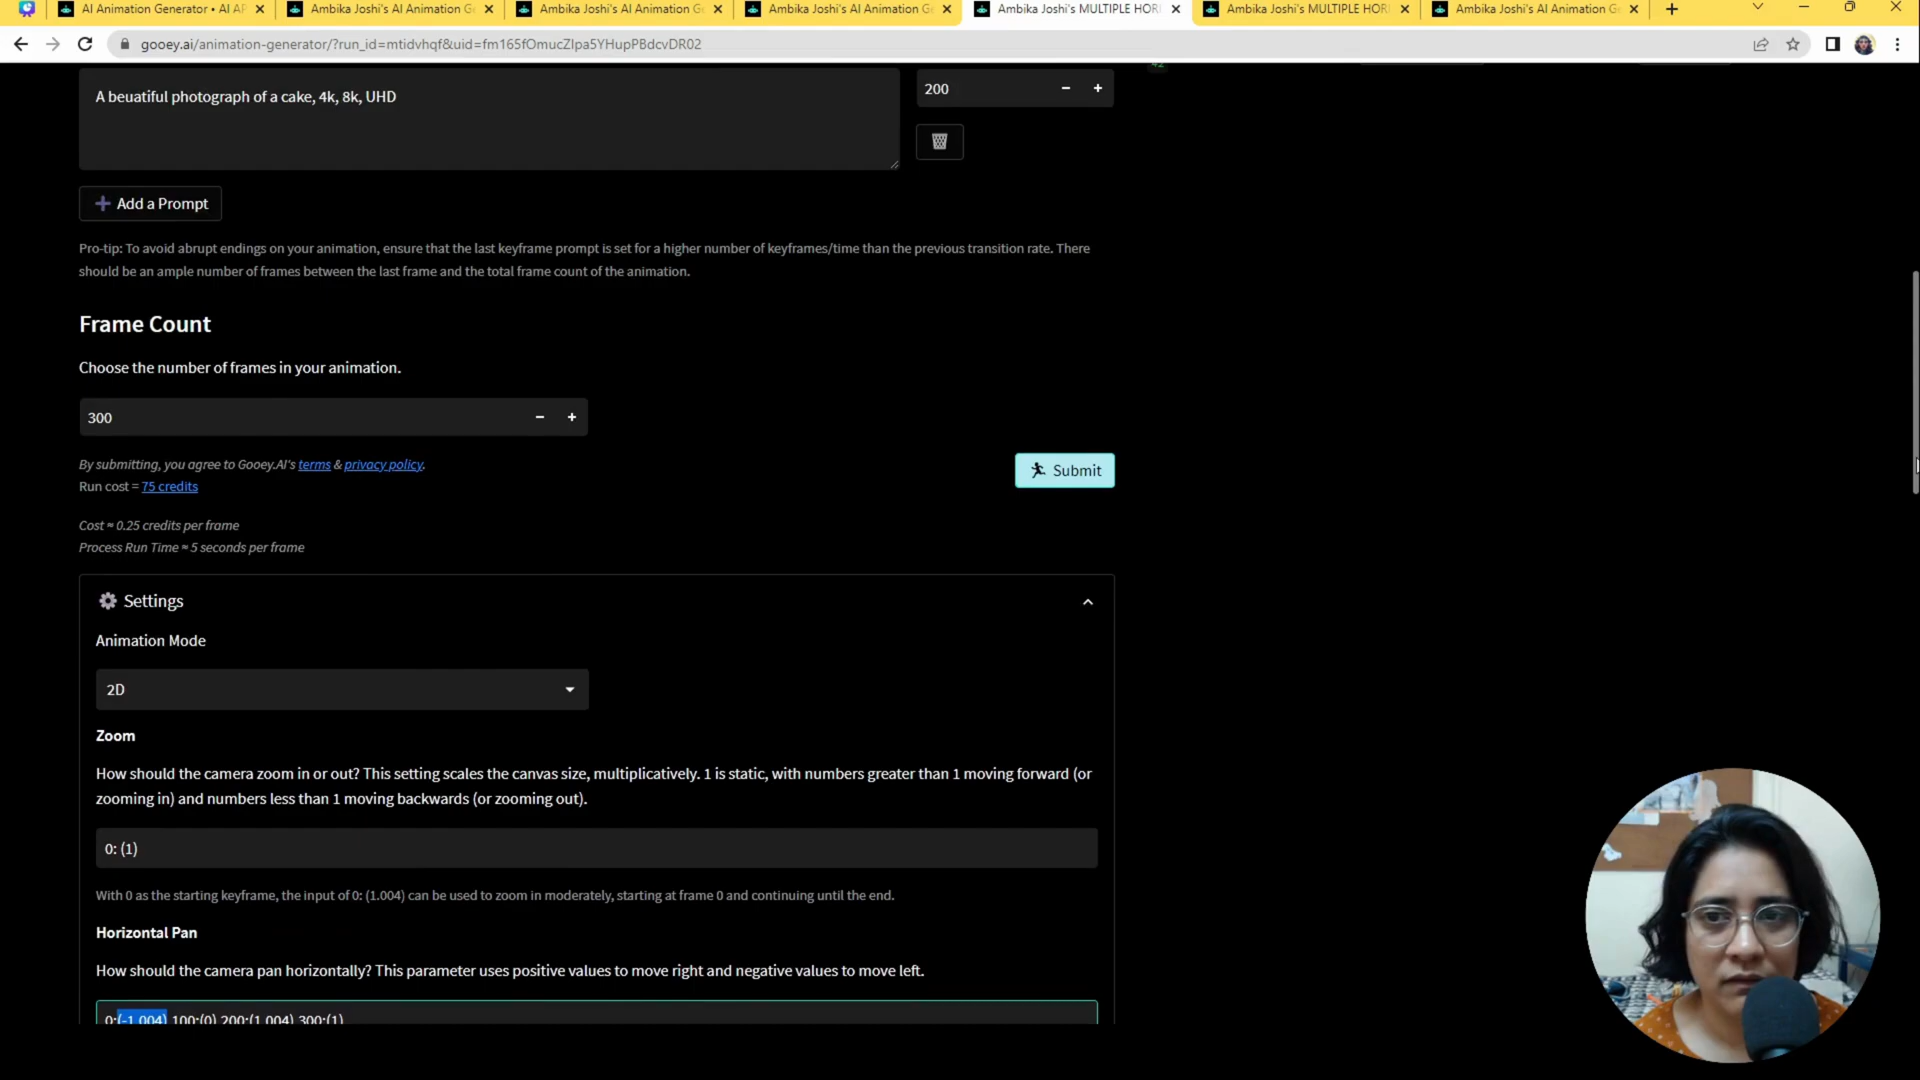 AI Animation Generator • AI AP
Ambika Joshi's AI Animation Ge
Ambika Joshi's AI Animation Ge
Ambika Joshi's AI Animation Ge
Ambika Joshi's MULTIPLE HORI
Ambika Joshi's MULTIPLE HORI
Ambika Joshi's AI Animation Ge
gooey.ai/animation-generator/?run_id=mtidvhqf&uid=fm165fOmucZIpa5YHupPBdcvDR02
A beuatiful photograph of a cake, 4k, 8k, UHD
200
Add a Prompt
Pro-tip: To avoid abrupt endings on your animation, ensure that the last keyframe prompt is set for a higher number of keyframes/time than the previous transition rate. There
should be an ample number of frames between the last frame and the total frame count of the animation.
Frame Count
Choose the number of frames in your animation.
300
By submitting, you agree to Gooey.AI's terms & privacy policy.
Run cost = 75 credits
Submit
Cost ≈ 0.25 credits per frame
Process Run Time ≈ 5 seconds per frame
Settings
Animation Mode
2D
Zoom
How should the camera zoom in or out? This setting scales the canvas size, multiplicatively. 1 is static, with numbers greater than 1 moving forward (or
zooming in) and numbers less than 1 moving backwards (or zooming out).
0: (1)
With 0 as the starting keyframe, the input of 0: (1.004) can be used to zoom in moderately, starting at frame 0 and continuing until the end.
Horizontal Pan
How should the camera pan horizontally? This parameter uses positive values to move right and negative values to move left.
0:(-1.004) 100:(0) 200:(1.004) 300:(1)